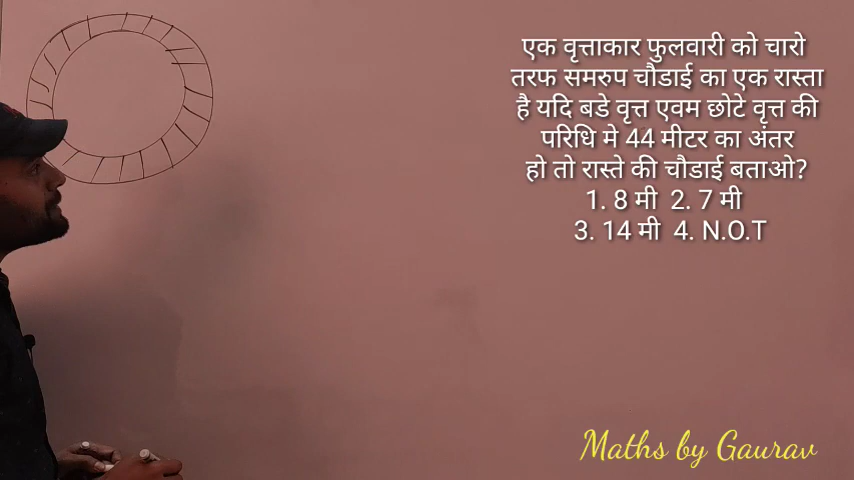 एक वृत्ताकार फुलवारी को चारो
तरफ समरुप चौडाई का एक रास्ता
है यदि बडे वृत्त एवम छोटे वृत्त की
परिधि मे 44 मीटर का अंतर
हो तो रास्ते की चौडाई बताओ?
1. 8 मी 2. 7 मी
3. 14 मी 4. N.O.T
Maths by Gaurav